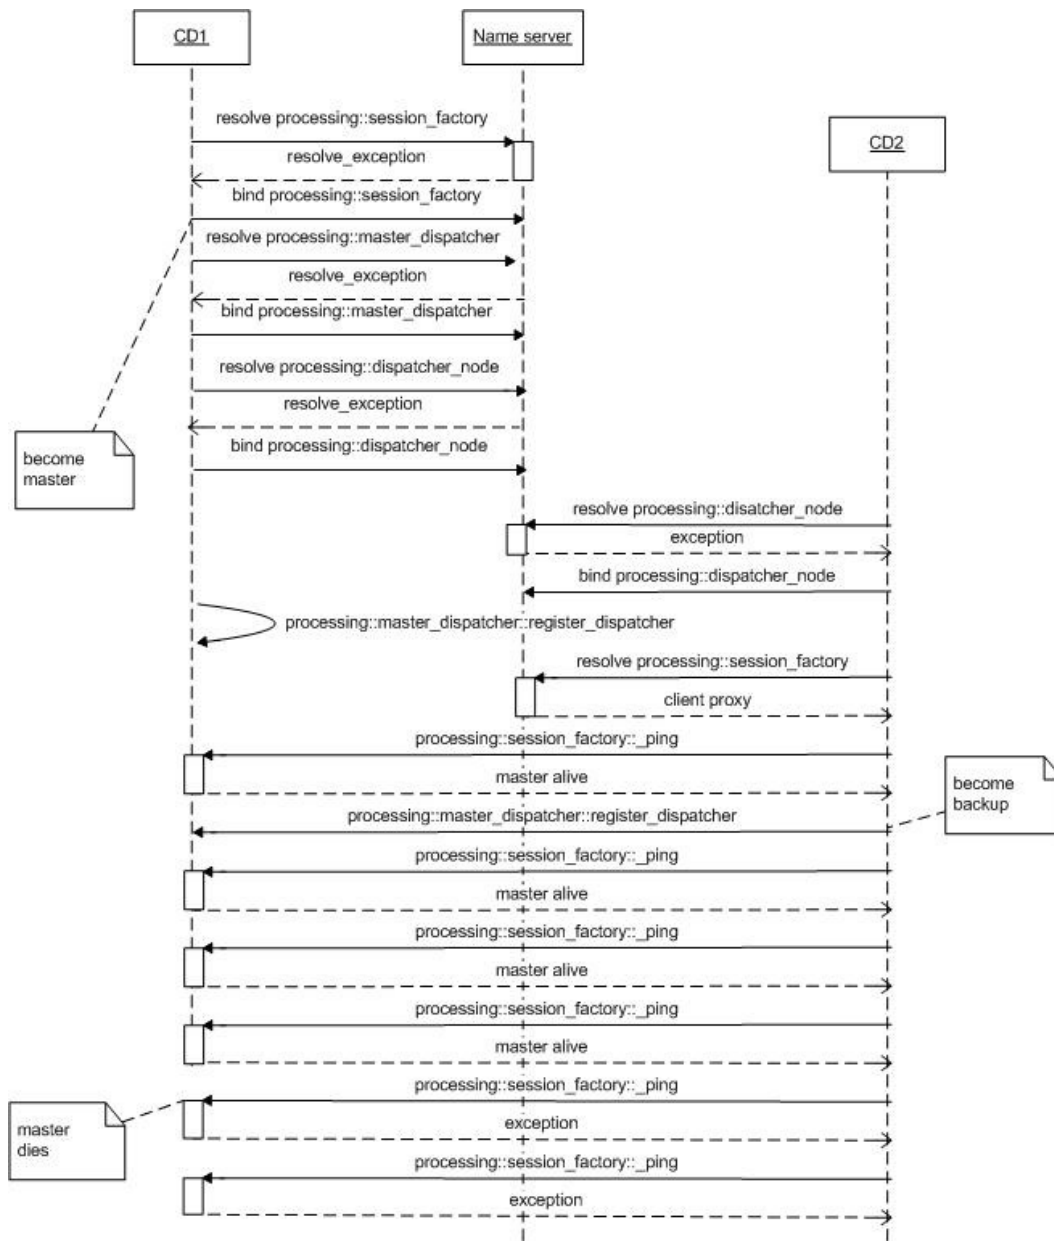 CD1
Name server
resolve processing::session_factory
CD2
resolve_exception
bind processing::session_factory
resolve processing::master_dispatcher
resolve_exception
bind processing::master_dispatcher
resolve processing::dispatcher_node
resolve_exception
become
master
bind processing::dispatcher_node
resolve processing::disatcher_node
exception
bind processing::dispatcher_node
processing::master_dispatcher::register_dispatcher
resolve processing::session_factory
client proxy
processing::session_factory::_ping
master alive
become
backup
processing::master_dispatcher::register_dispatcher
processing::session_factory::_ping
master alive
processing::session_factory::_ping
master alive
processing::session_factory::_ping
master alive
processing::session_factory::_ping
master
dies
exception
processing::session_factory::_ping
exception